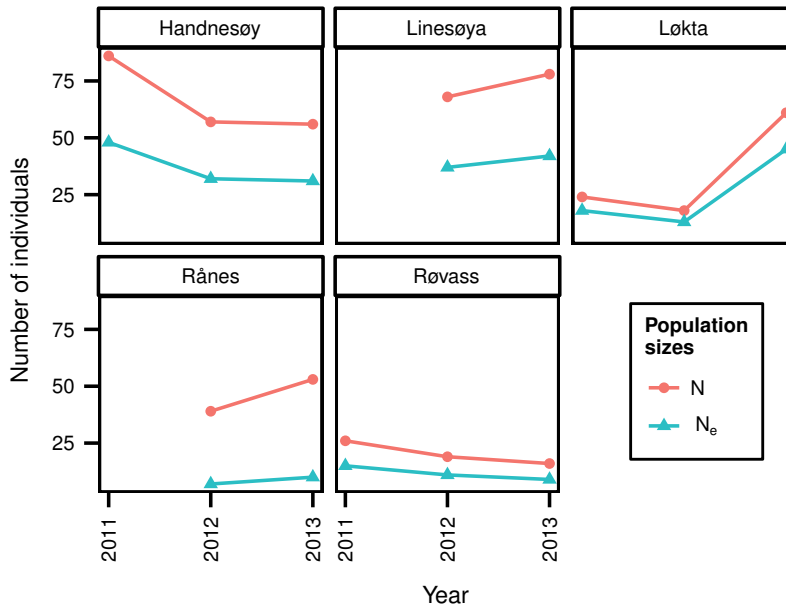 Handnesøy
Linesøya
Løkta
75
50
25
Rånes
Røvass
75
50
25
2011
2012
2013
2011
2012
2013
Year
Number of individuals
Population
sizes
N
Nₑ